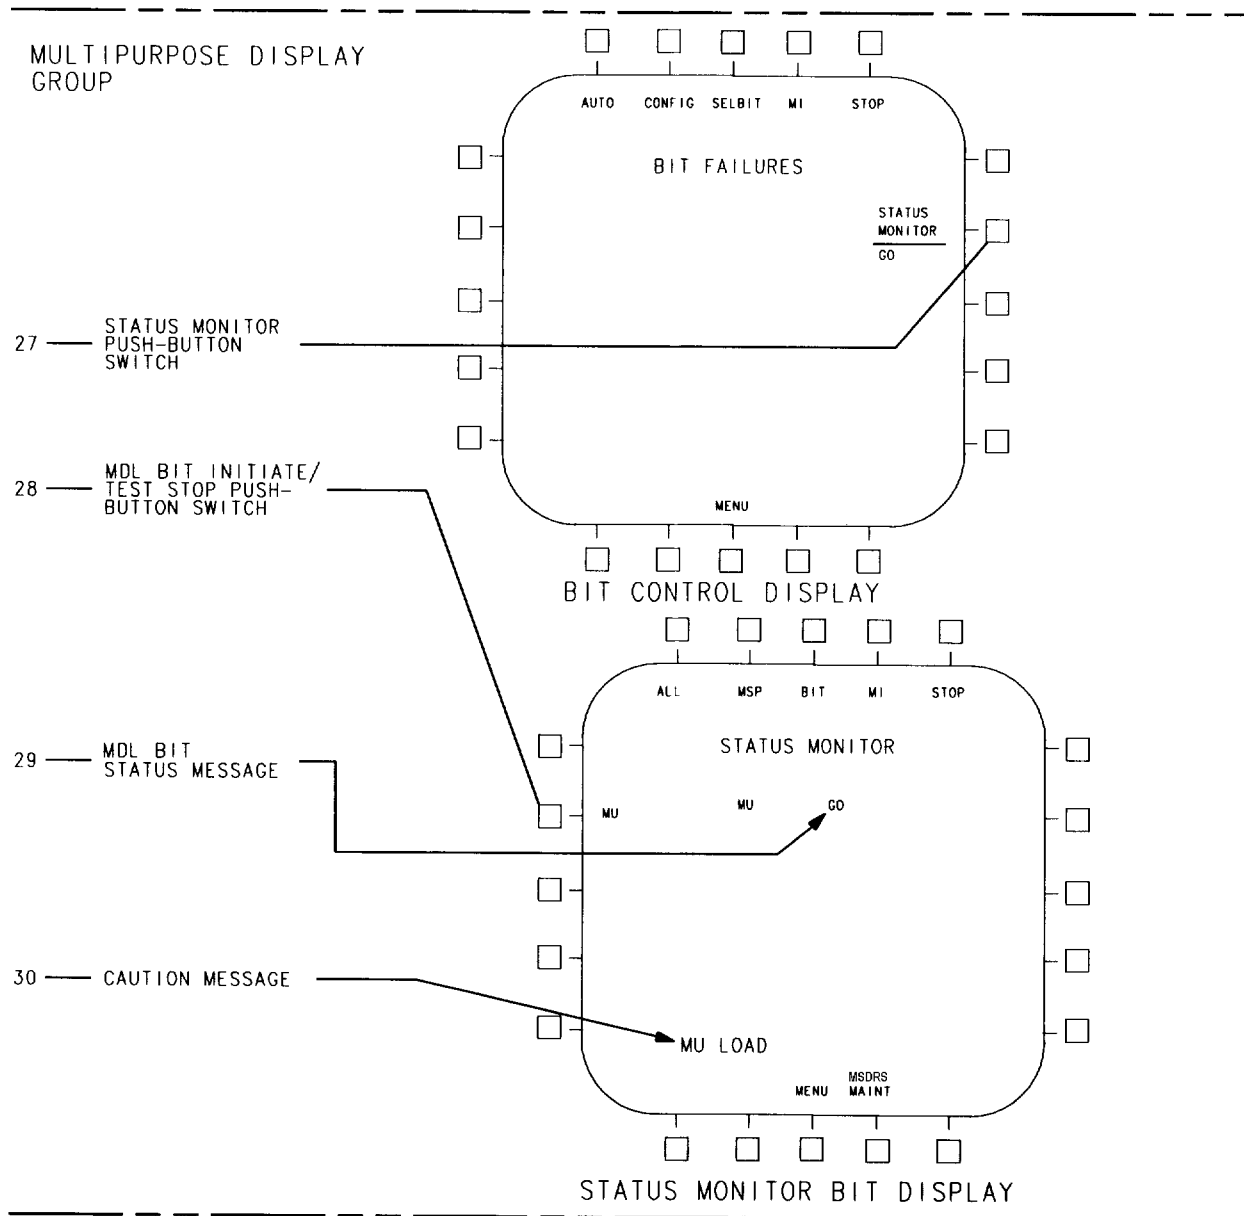 MULTIPURPOSE DISPLAY
GROUP
AUTO CONFIG SELBIT MI STOP
BIT FAILURES
STATUS
MONITOR
GO
27 STATUS MONITOR
PUSH-BUTTON
SWITCH
28 MDL BIT INITIATE/
TEST STOP PUSH-
BUTTON SWITCH
MENU
BIT CONTROL DISPLAY
ALL MSP BIT MI STOP
STATUS MONITOR
29 MDL BIT
STATUS MESSAGE
MU MU GO
30 CAUTION MESSAGE
MU LOAD
MSDRS
MENU MAINT
STATUS MONITOR BIT DISPLAY